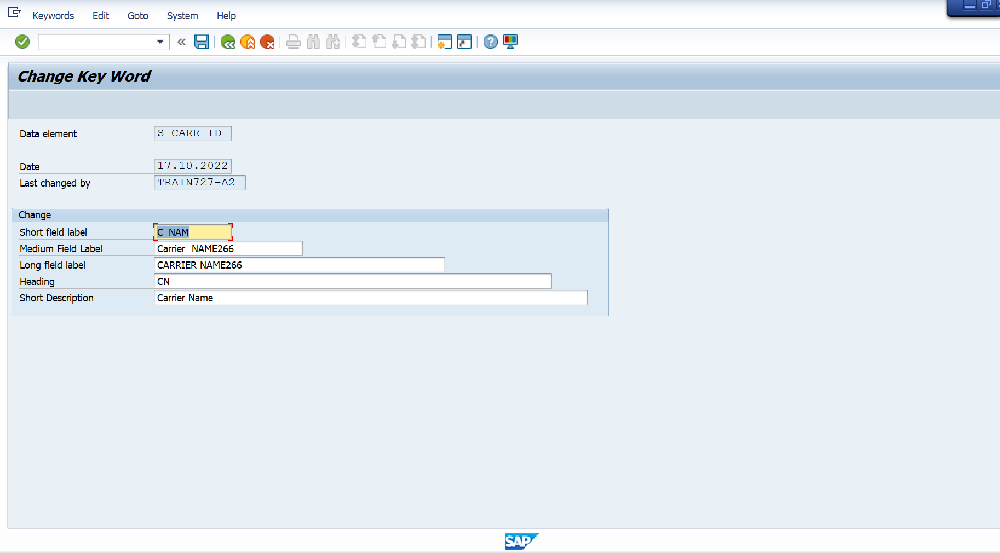 Keywords Edit Goto System Help
Change Key Word
Data element S_CARR_ID
Date 17.10.2022
Last changed by TRAIN727-A2
Change
Short field label C_NAM
Medium Field Label Carrier  NAME266
Long field label CARRIER NAME266
Heading CN
Short Description Carrier Name
SAP